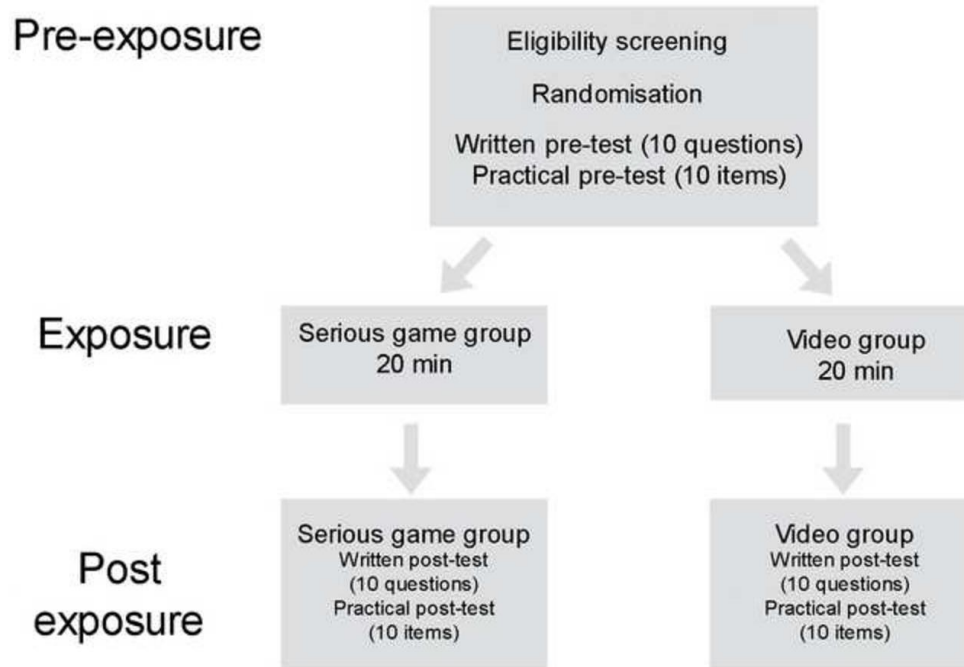 Pre-exposure
Eligibility screening
Randomisation
Written pre-test (10 questions)
Practical pre-test (10 items)
Exposure
Serious game group
20 min
Video group
20 min
Post
exposure
Serious game group
Written post-test
(10 questions)
Practical post-test
(10 items)
Video group
Written post-test
(10 questions)
Practical post-test
(10 items)